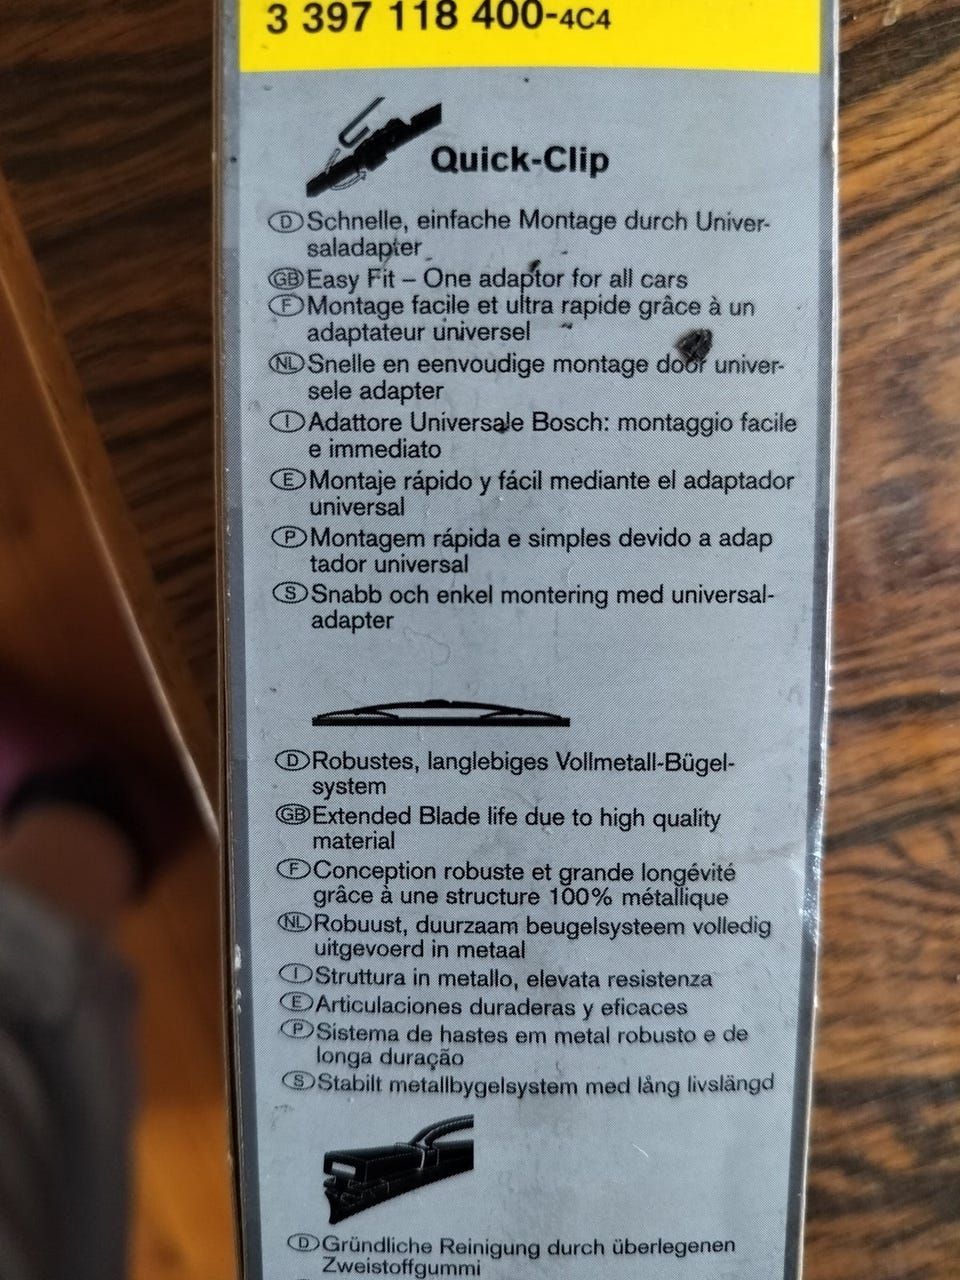 3 397 118 400-4C4
Quick-Clip
D Schnelle, einfache Montage durch Univer-
saladapter
GB Easy Fit – One adaptor for all cars
F Montage facile et ultra rapide grâce à un
adaptateur universel
NL Snelle en eenvoudige montage door univer-
sele adapter
I Adattore Universale Bosch: montaggio facile
e immediato
E Montaje rápido y fácil mediante el adaptador
universal
P Montagem rápida e simples devido a adap
tador universal
S Snabb och enkel montering med universal-
adapter
D Robustes, langlebiges Vollmetall-Bügel-
system
GB Extended Blade life due to high quality
material
F Conception robuste et grande longévité
grâce à une structure 100% métallique
NL Robuust, duurzaam beugelsysteem volledig
uitgevoerd in metaal
I Struttura in metallo, elevata resistenza
E Articulaciones duraderas y eficaces
P Sistema de hastes em metal robusto e de
longa duração
S Stabilt metallbygelsystem med lång livslängd
D Gründliche Reinigung durch überlegenen
Zweistoffgummi